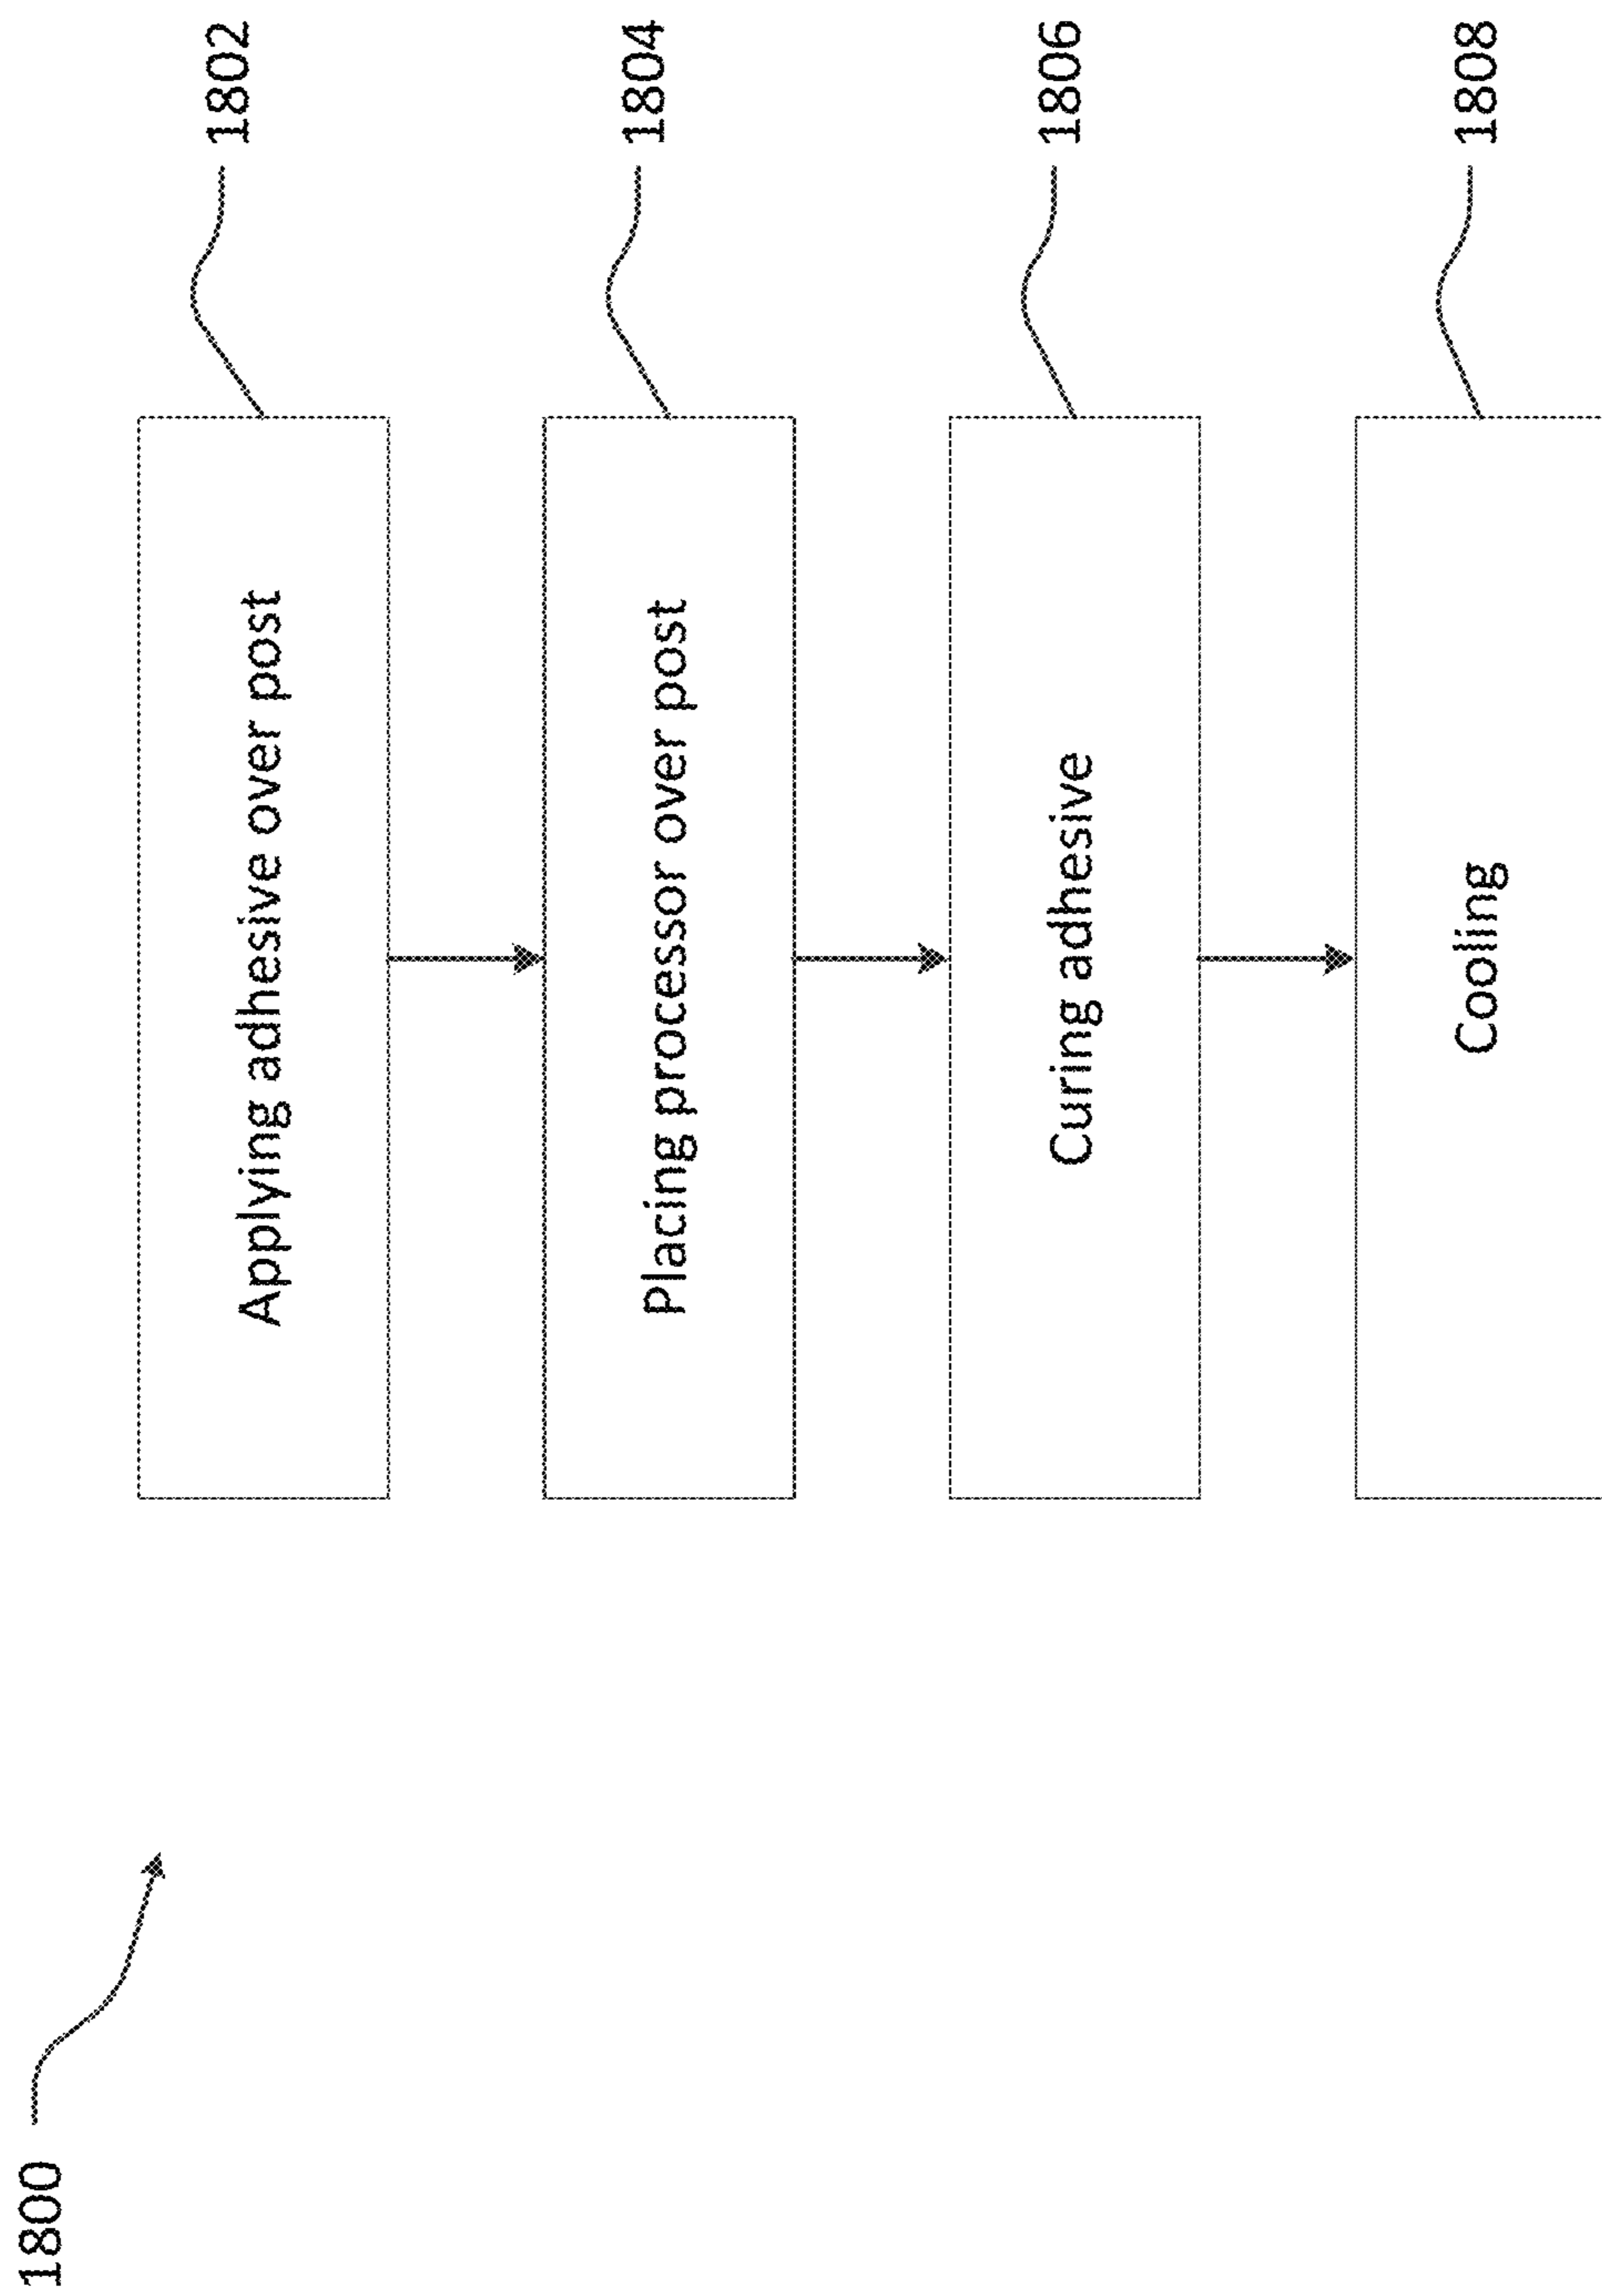 1800
Applying adhesive over post
1802
Placing processor over post
1804
Curing adhesive
1806
Cooling
1808